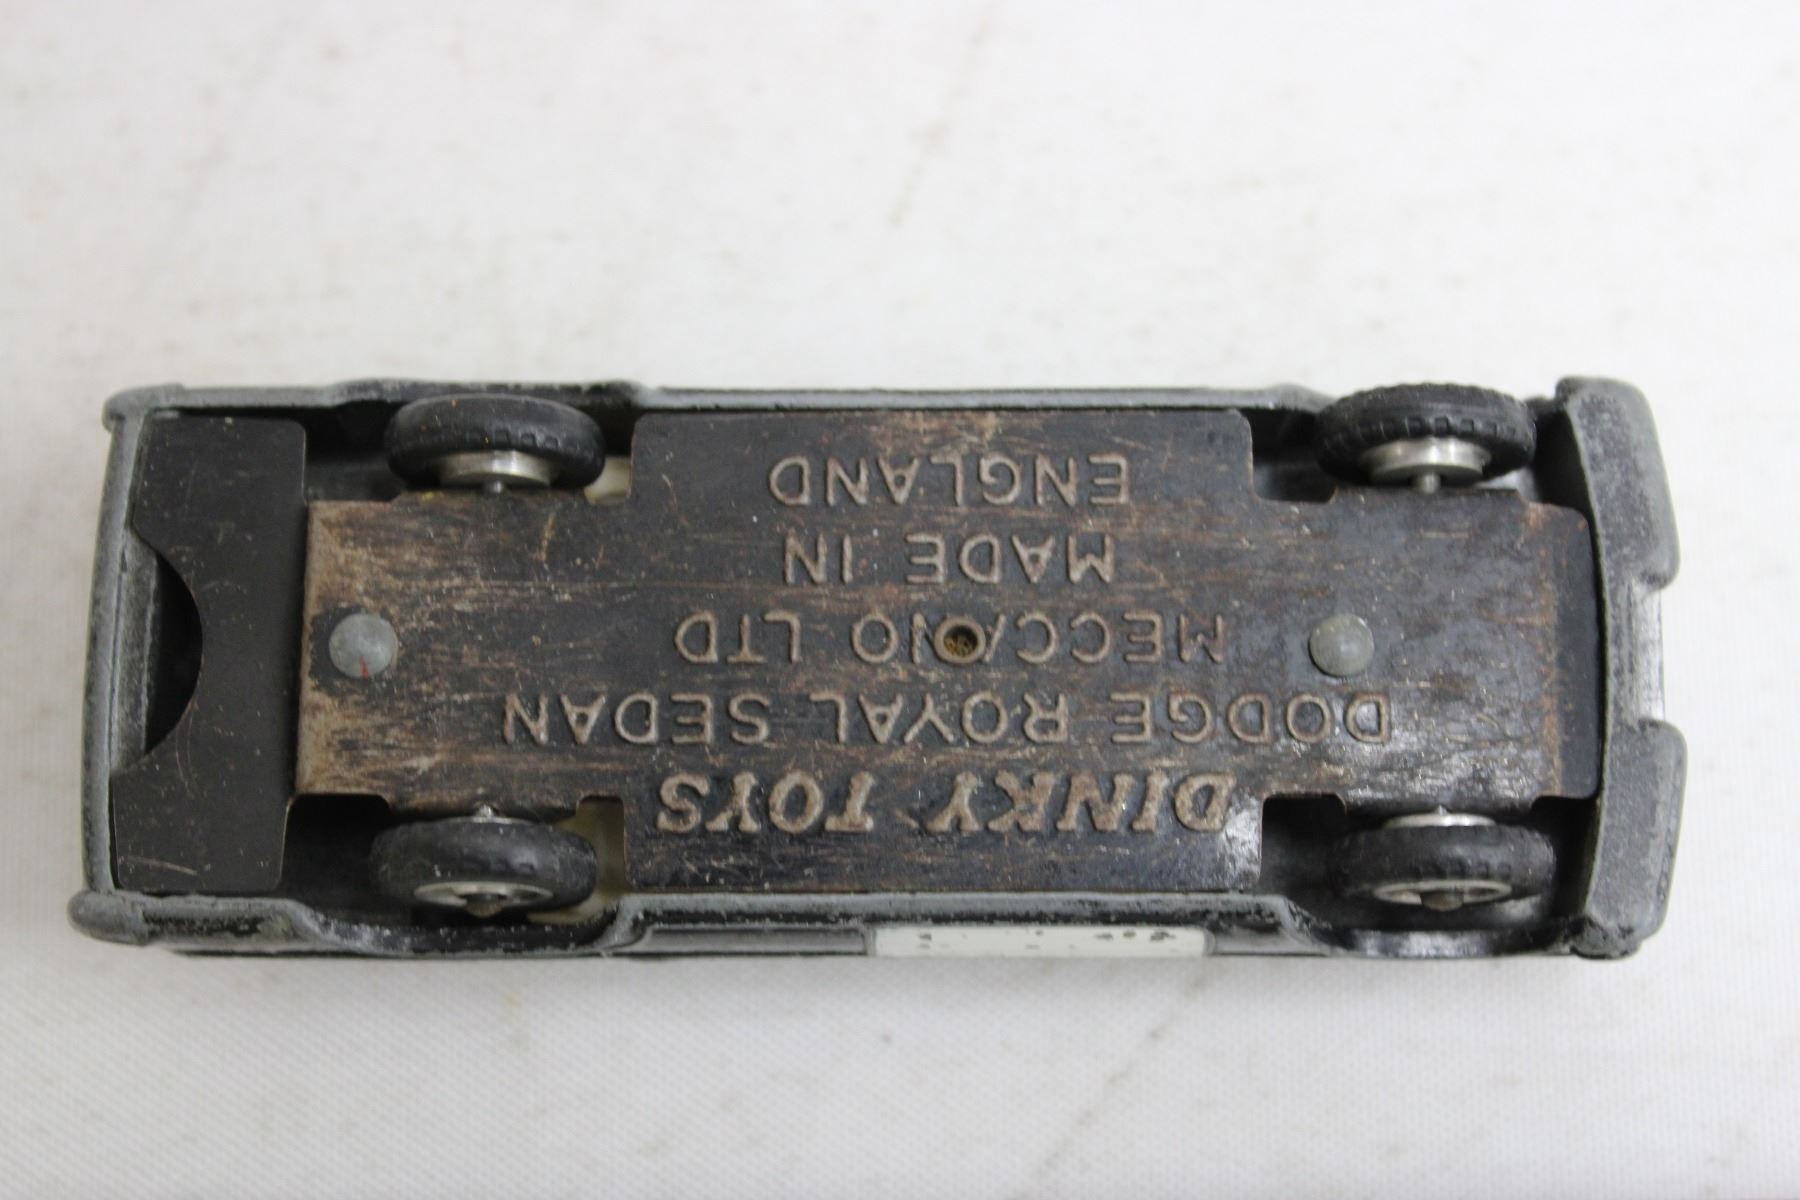 DINKY TOYS
DODGE ROYAL SEDAN
MECCANO LTD
MADE IN
ENGLAND